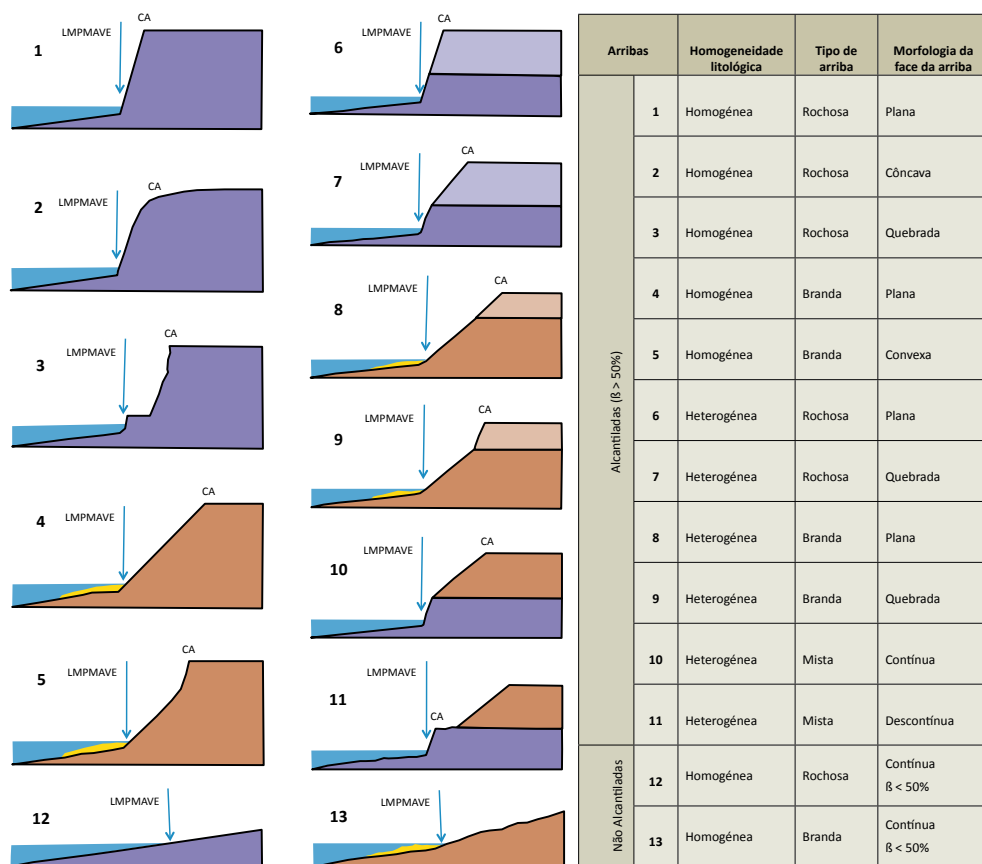 1
LMPMAVE
CA
2
LMPMAVE
CA
3
LMPMAVE
CA
4
LMPMAVE
CA
5
LMPMAVE
CA
12
LMPMAVE
6
LMPMAVE
CA
7
LMPMAVE
CA
8
LMPMAVE
CA
9
LMPMAVE
CA
10
LMPMAVE
CA
11
LMPMAVE
CA
13
LMPMAVE
Arribas
Homogeneidade
litológica
Tipo de
arriba
Morfologia da
face da arriba
Alcantiladas (ß > 50%)
1 Homogénea Rochosa Plana
2 Homogénea Rochosa Côncava
3 Homogénea Rochosa Quebrada
4 Homogénea Branda Plana
5 Homogénea Branda Convexa
6 Heterogénea Rochosa Plana
7 Heterogénea Rochosa Quebrada
8 Heterogénea Branda Plana
9 Heterogénea Branda Quebrada
10 Heterogénea Mista Contínua
11 Heterogénea Mista Descontínua
Não Alcantiladas
12 Homogénea Rochosa Contínua
ß < 50%
13 Homogénea Branda Contínua
ß < 50%